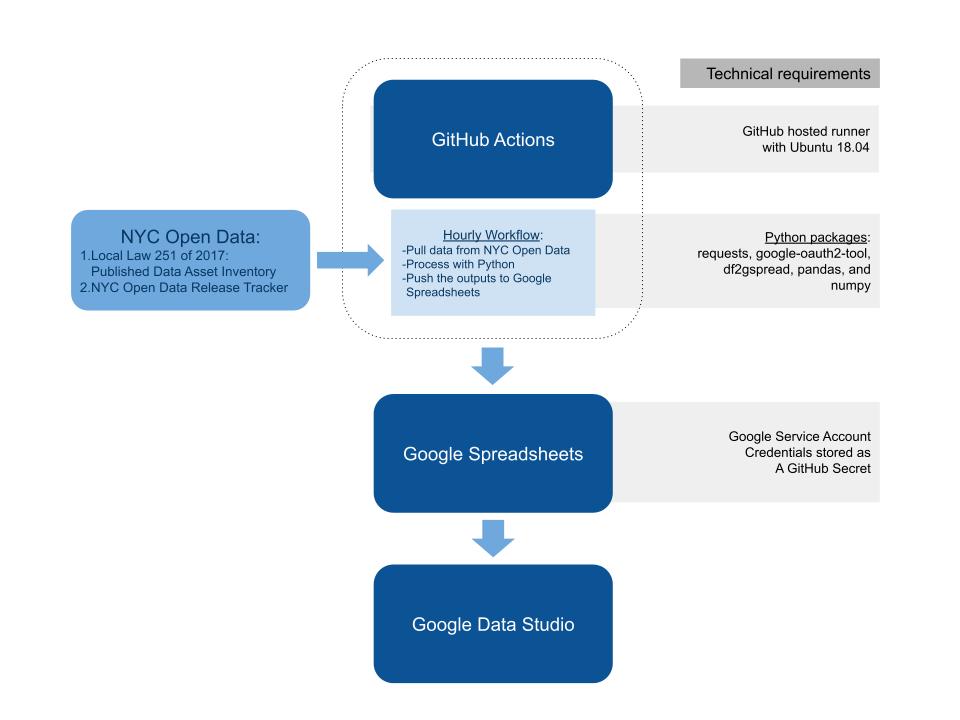 Technical requirements
GitHub Actions
GitHub hosted runner
with Ubuntu 18.04
NYC Open Data:
1.Local Law 251 of 2017:
Published Data Asset Inventory
2.NYC Open Data Release Tracker
Hourly Workflow:
-Pull data from NYC Open Data
-Process with Python
-Push the outputs to Google
Spreadsheets
Python packages:
requests, google-oauth2-tool,
df2gspread, pandas, and
numpy
Google Spreadsheets
Google Service Account
Credentials stored as
A GitHub Secret
Google Data Studio